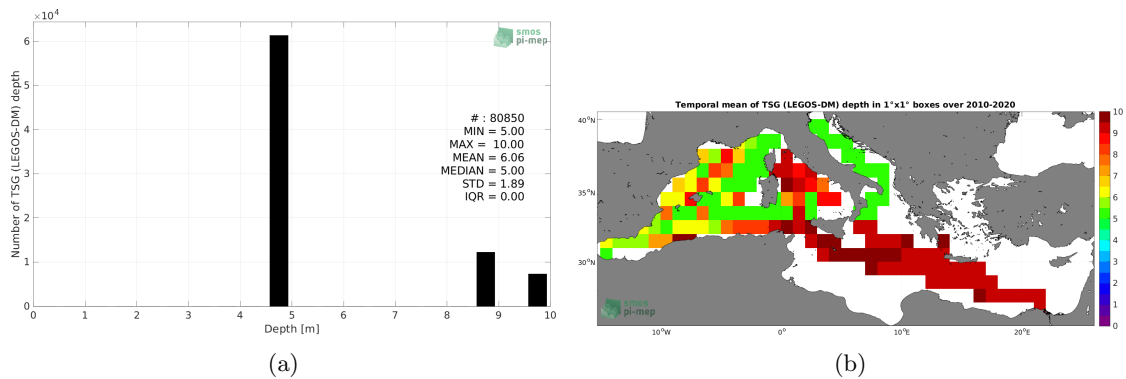 ×10⁴
6
5
4
3
2
1
0
Number of TSG (LEGOS-DM) depth
smos
pi-mep
# : 80850
MIN = 5.00
MAX = 10.00
MEAN = 6.06
MEDIAN = 5.00
STD = 1.89
IQR = 0.00
0 1 2 3 4 5 6 7 8 9 10
Depth [m]
(a)
Temporal mean of TSG (LEGOS-DM) depth in 1°x1° boxes over 2010-2020
40°N
35°N
30°N
10°W
0°
10°E
20°E
smos
pi-mep
10
9
8
7
6
5
4
3
2
1
0
(b)